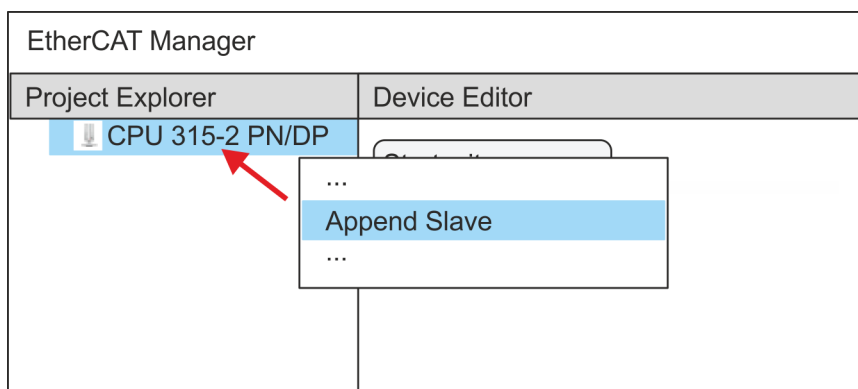 EtherCAT Manager
Project Explorer
Device Editor
CPU 315-2 PN/DP
...
Append Slave
...